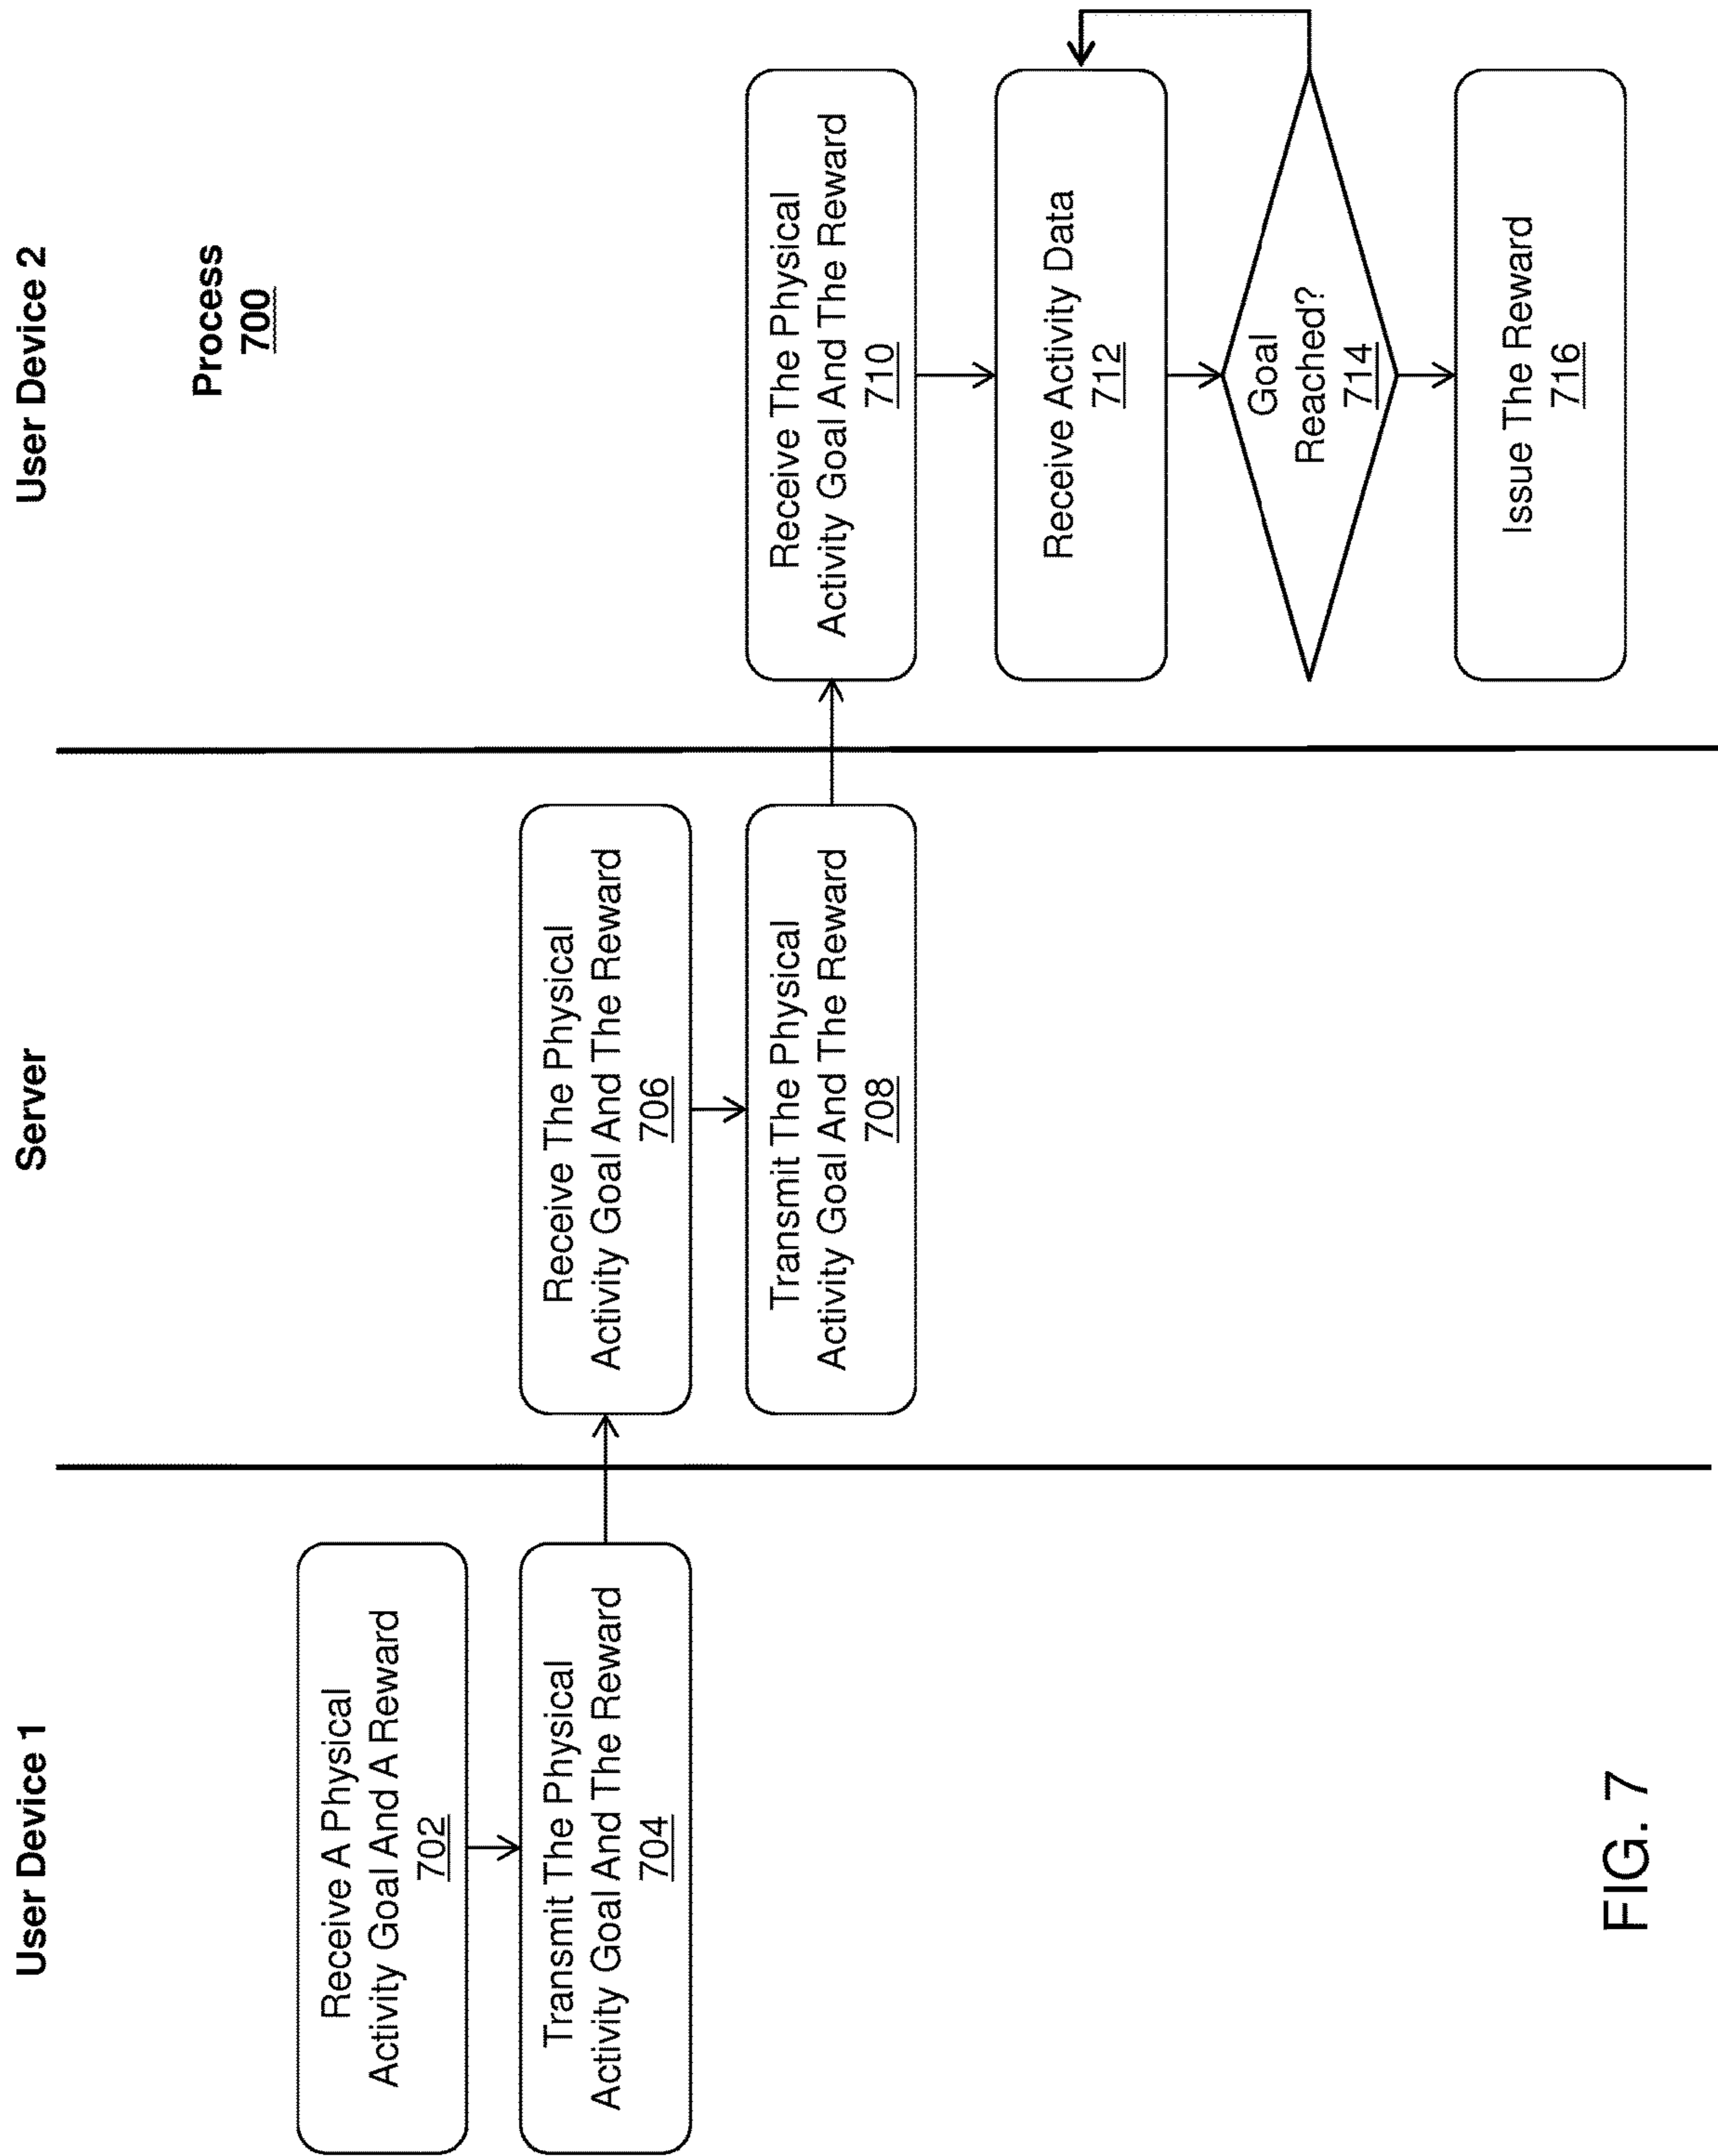 User Device 1
Server
User Device 2
Process
700
Receive A Physical
Activity Goal And A Reward
702
Transmit The Physical
Activity Goal And The Reward
704
Receive The Physical
Activity Goal And The Reward
706
Transmit The Physical
Activity Goal And The Reward
708
Receive The Physical
Activity Goal And The Reward
710
Receive Activity Data
712
Goal
Reached?
714
Issue The Reward
716
FIG. 7